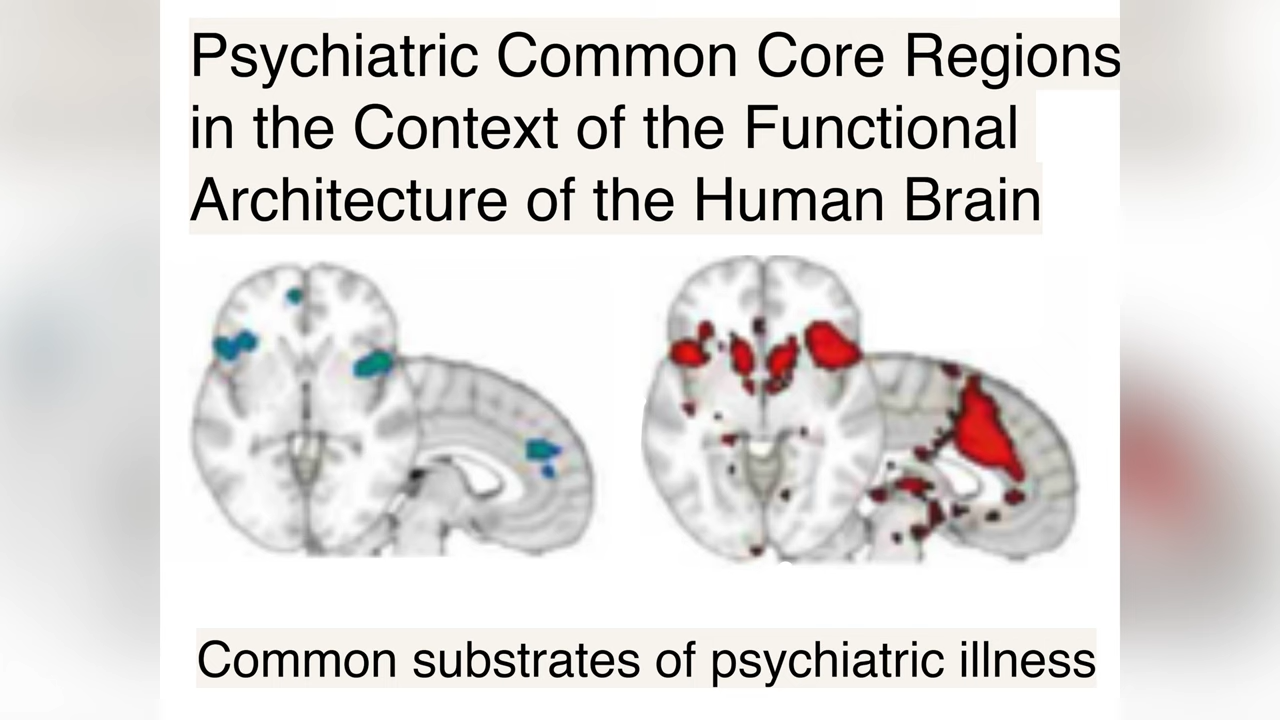 Psychiatric Common Core Regions
in the Context of the Functional
Architecture of the Human Brain
Common substrates of psychiatric illness